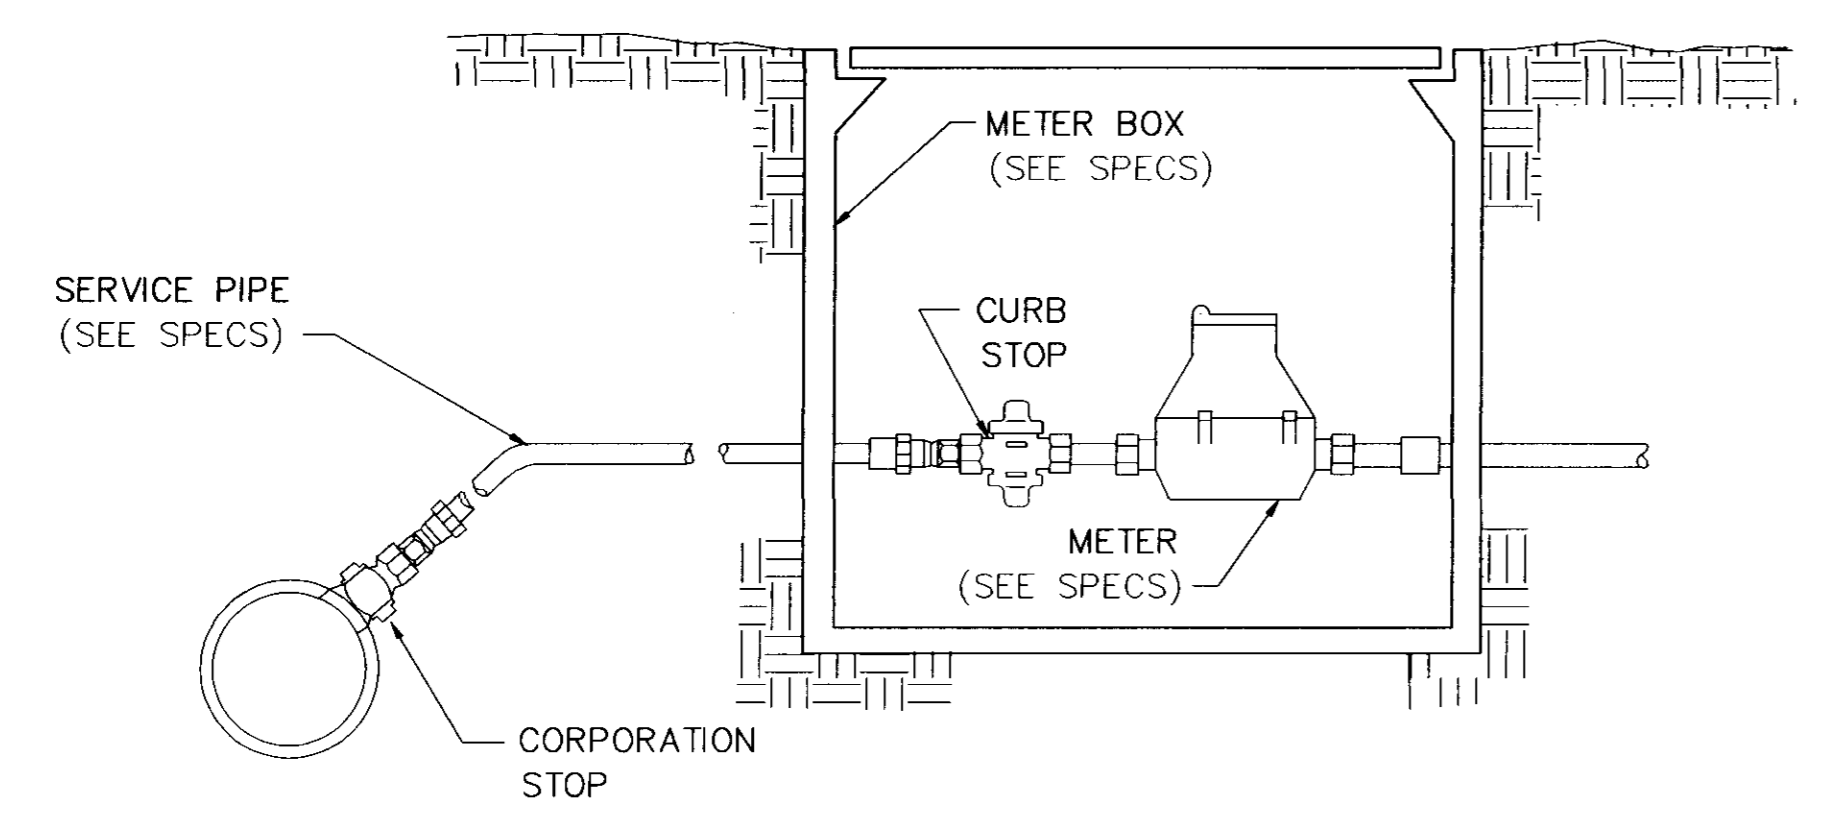 METER BOX
(SEE SPECS)
SERVICE PIPE
(SEE SPECS)
CURB
STOP
METER
(SEE SPECS)
CORPORATION
STOP